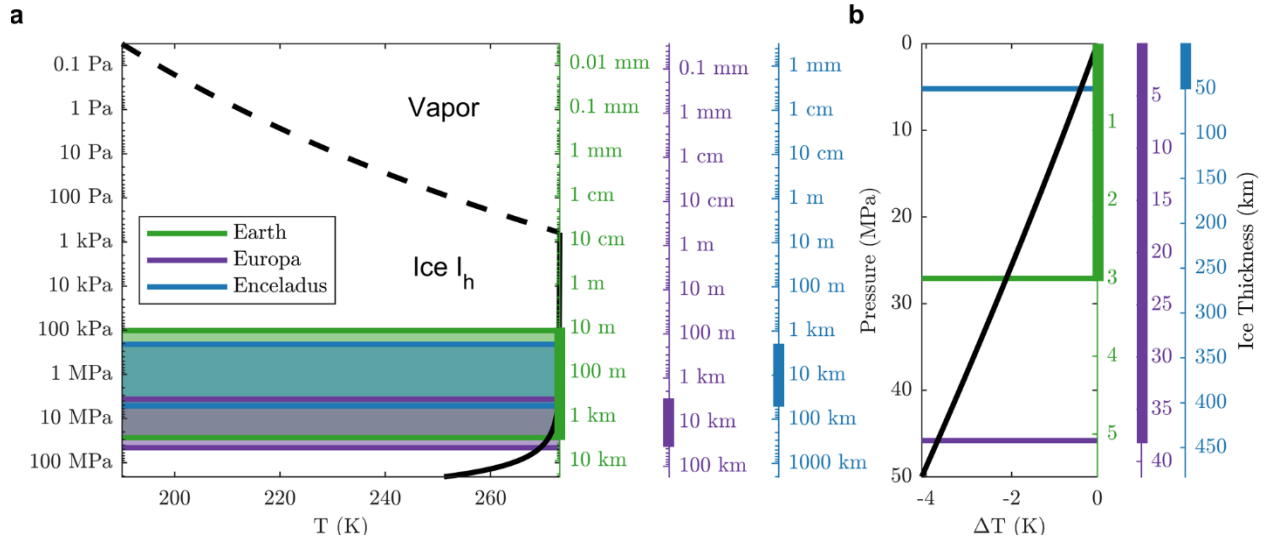 a
0.1 Pa
1 Pa
10 Pa
100 Pa
1 kPa
10 kPa
100 kPa
1 MPa
10 MPa
100 MPa
Vapor
Ice I_h
Earth
Europa
Enceladus
200
220
240
260
T (K)
0.01 mm
0.1 mm
1 mm
1 cm
10 cm
1 m
10 m
100 m
1 km
10 km
0.1 mm
1 mm
1 cm
10 cm
1 m
10 m
100 m
1 km
10 km
100 km
1 mm
1 cm
10 cm
1 m
10 m
100 m
1 km
10 km
100 km
1000 km
b
Pressure (MPa)
0
10
20
30
40
50
-4
-2
0
ΔT (K)
1
2
3
4
5
5
10
15
20
25
30
35
40
50
100
150
200
250
300
350
400
450
Ice Thickness (km)